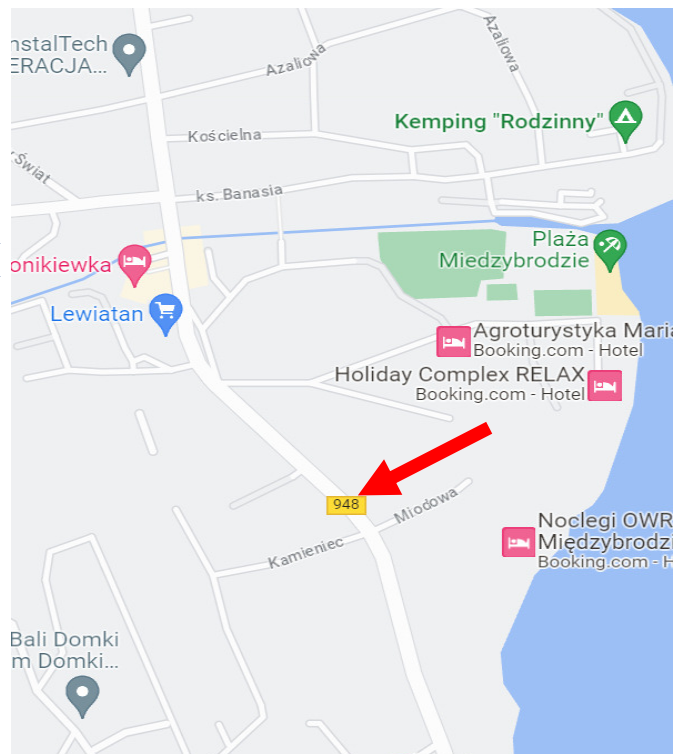 nstalTech
ERACJA...
Azaliowa
Azaliowa
Kemping "Rodzinny"
Kościelna
Świat
ks. Banasia
Plaża
Miedzybrodzie
onikiewka
Lewiatan
Agroturystyka Maria
Booking.com - Hotel
Holiday Complex RELAX
Booking.com - Hotel
948
Miodowa
Kamieniec
Noclegi OWR
Międzybrodzi
Booking.com - H
Bali Domki
m Domki...